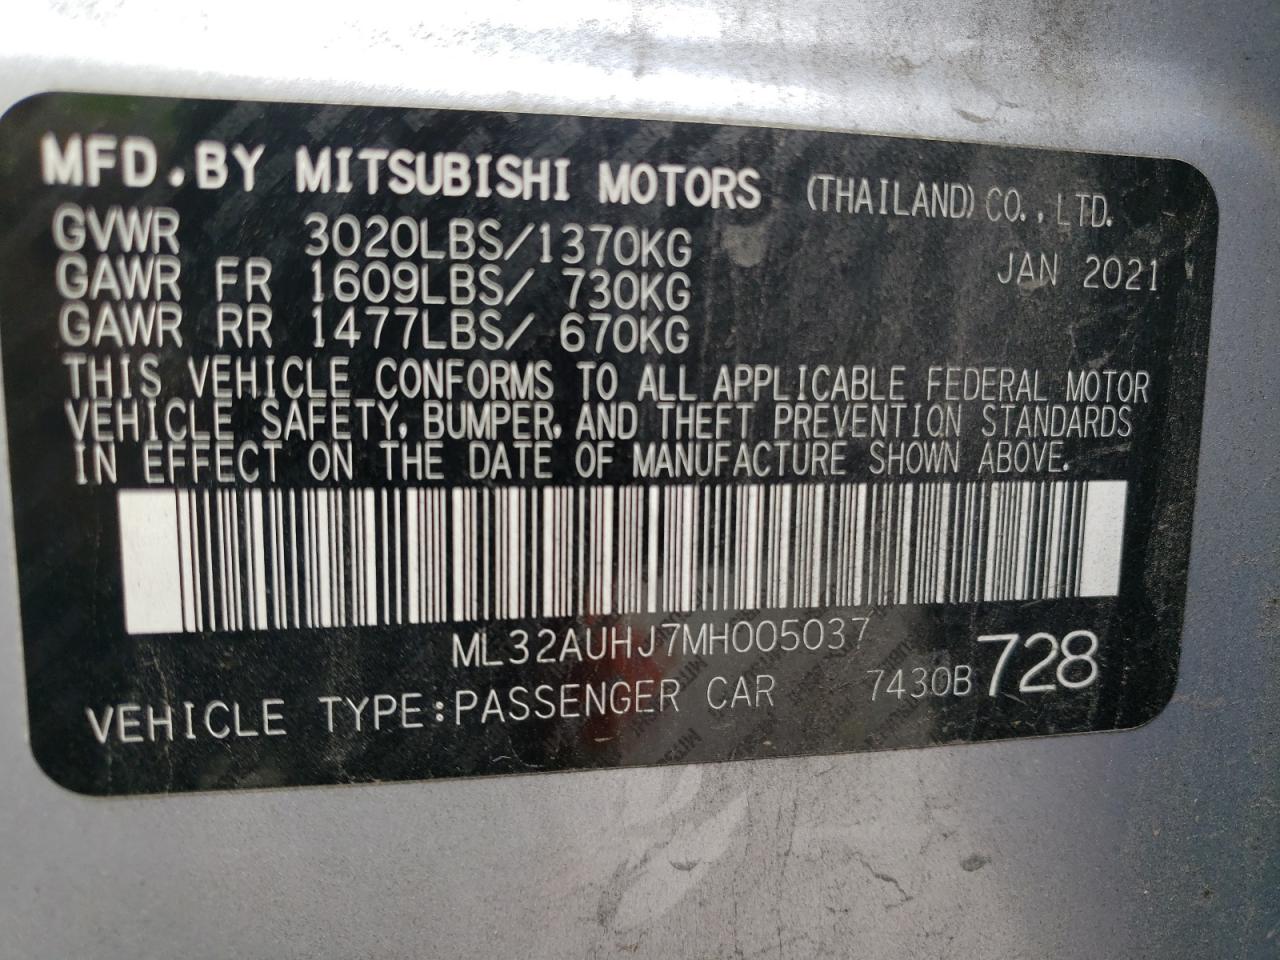 MFD.BY MITSUBISHI MOTORS (THAILAND) CO.,LTD.
GVWR 3020LBS/1370KG JAN 2021
GAWR FR 1609LBS/ 730KG
GAWR RR 1477LBS/ 670KG
THIS VEHICLE CONFORMS TO ALL APPLICABLE FEDERAL MOTOR
VEHICLE SAFETY, BUMPER, AND THEFT PREVENTION STANDARDS
IN EFFECT ON THE DATE OF MANUFACTURE SHOWN ABOVE.
ML32AUHJ7MH005037
VEHICLE TYPE:PASSENGER CAR 7430B 728